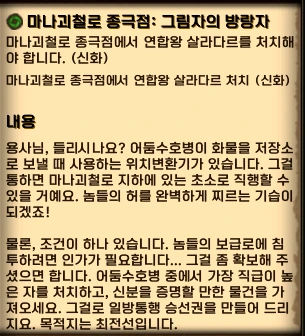 마나괴철로 종극점: 그림자의 방랑자
마나괴철로 종극점에서 연합왕 살라다르를 처치해
야 합니다. (신화)
마나괴철로 종극점에서 연합왕 살라다르 처치 (신화)
내용
용사님, 들리시나요? 어둠수호병이 화물을 저장소
로 보낼 때 사용하는 위치변환기가 있습니다. 그걸
통하면 마나괴철로 지하에 있는 초소로 직행할 수
있을 거예요. 놈들의 허를 완벽하게 찌르는 기습이
되겠죠!
물론, 조건이 하나 있습니다. 놈들의 보급로에 침
투하려면 인가가 필요합니다... 그걸 좀 확보해 주
셨으면 합니다. 어둠수호병 중에서 가장 직급이 높
은 자를 처치하고, 신분을 증명할 만한 물건을 가
져오세요. 그걸로 일방통행 승선권을 만들어 드리
지요. 목적지는 최전선입니다.